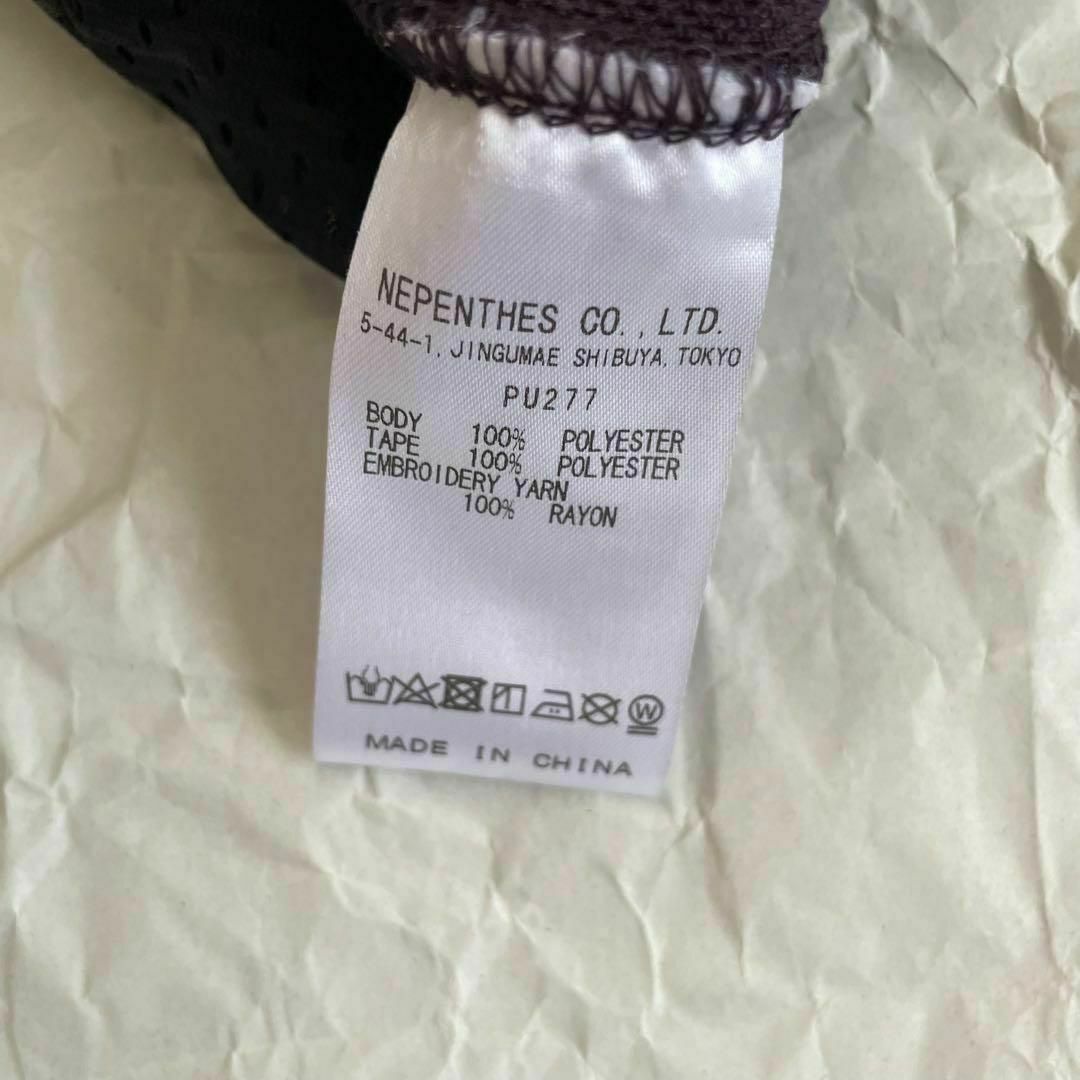 NEPENTHES CO., LTD.
5-44-1, JINGUMAE SHIBUYA, TOKYO
PU277
BODY 100% POLYESTER
TAPE 100% POLYESTER
EMBROIDERY YARN
100% RAYON
W
MADE IN CHINA